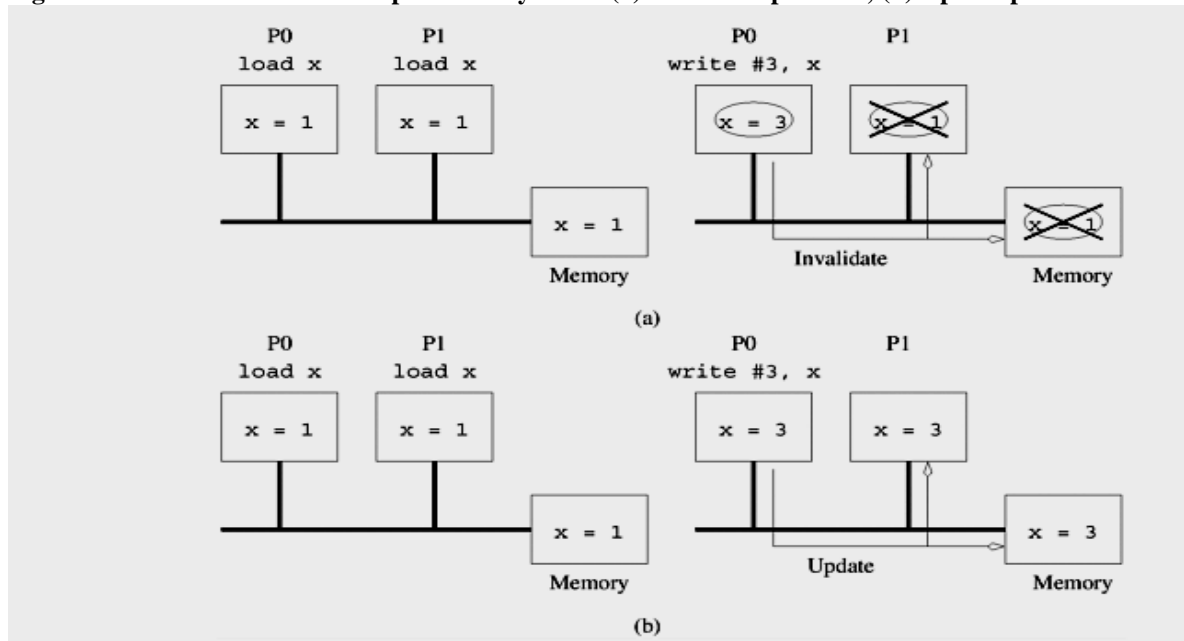 P0 P1 P0 P1
load x load x write #3, x
x = 1 x = 1 x = 3 x = 1
x = 1 x = 1
Invalidate
Memory Memory
(a)
P0 P1 P0 P1
load x load x write #3, x
x = 1 x = 1 x = 3 x = 3
x = 1 x = 3
Update
Memory Memory
(b)